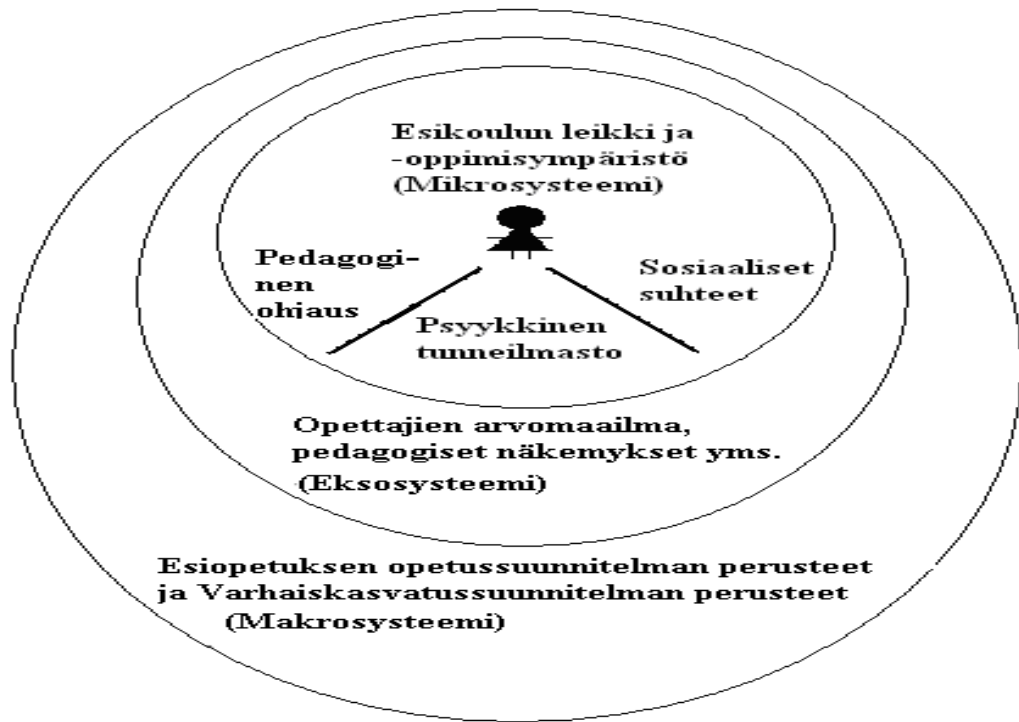 Esikoulun leikki ja
-oppimisympäristö
(Mikrosysteemi)
Pedagogi-
nen
ohjaus
Sosiaaliset
suhteet
Psyykkinen
tunneilmasto
Opettajien arvomaailma,
pedagogiset näkemykset yms.
(Eksosysteemi)
Esiopetuksen opetussuunnitelman perusteet
ja Varhaiskasvatussuunnitelman perusteet
(Makrosysteemi)